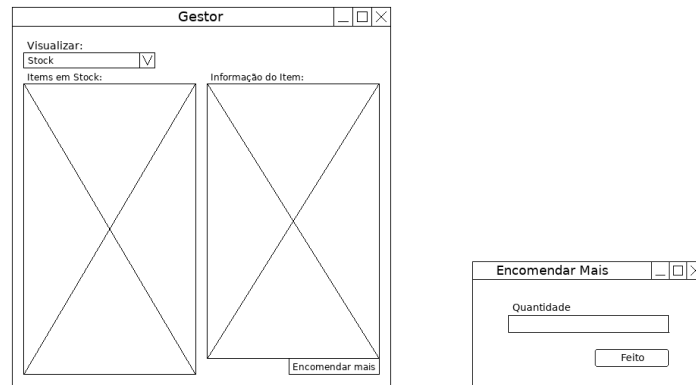 Gestor
Visualizar:
Stock
Items em Stock:
Informação do Item:
Encomendar mais
Encomendar Mais
Quantidade
Feito